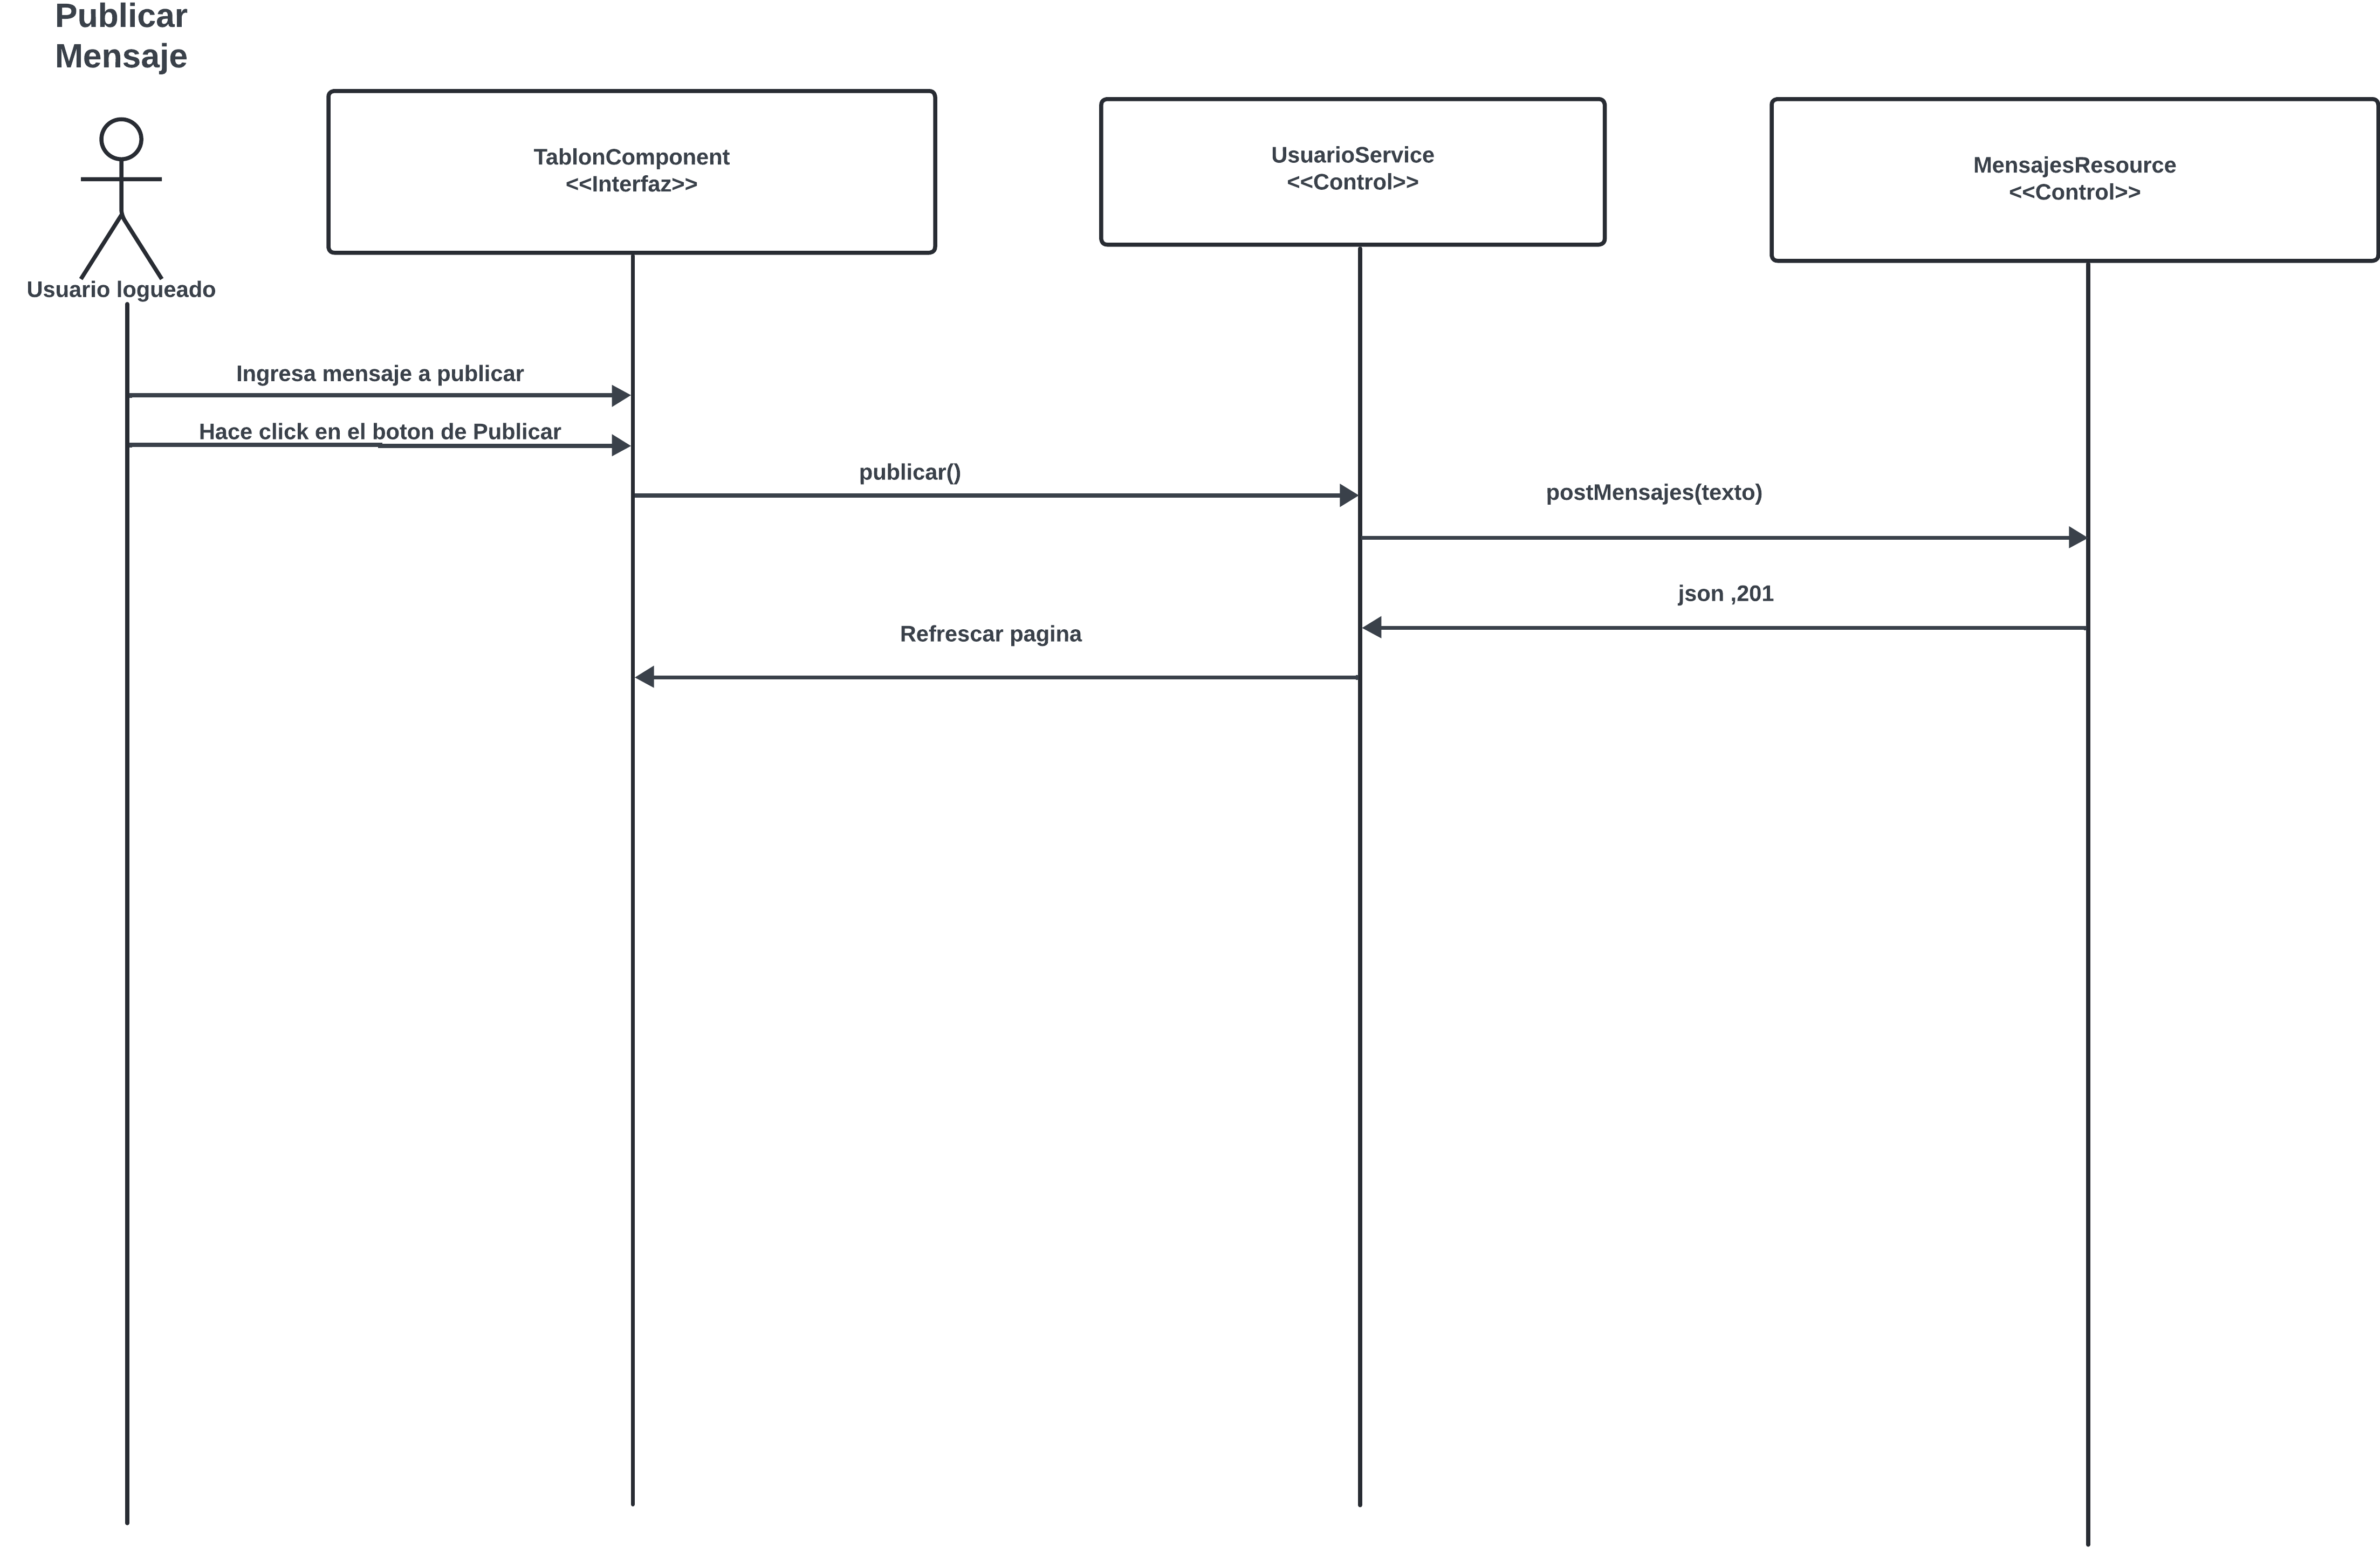 Publicar
Mensaje
TablonComponent
<<Interfaz>>
UsuarioService
<<Control>>
MensajesResource
<<Control>>
Usuario logueado
Ingresa mensaje a publicar
Hace click en el boton de Publicar
publicar()
postMensajes(texto)
json ,201
Refrescar pagina